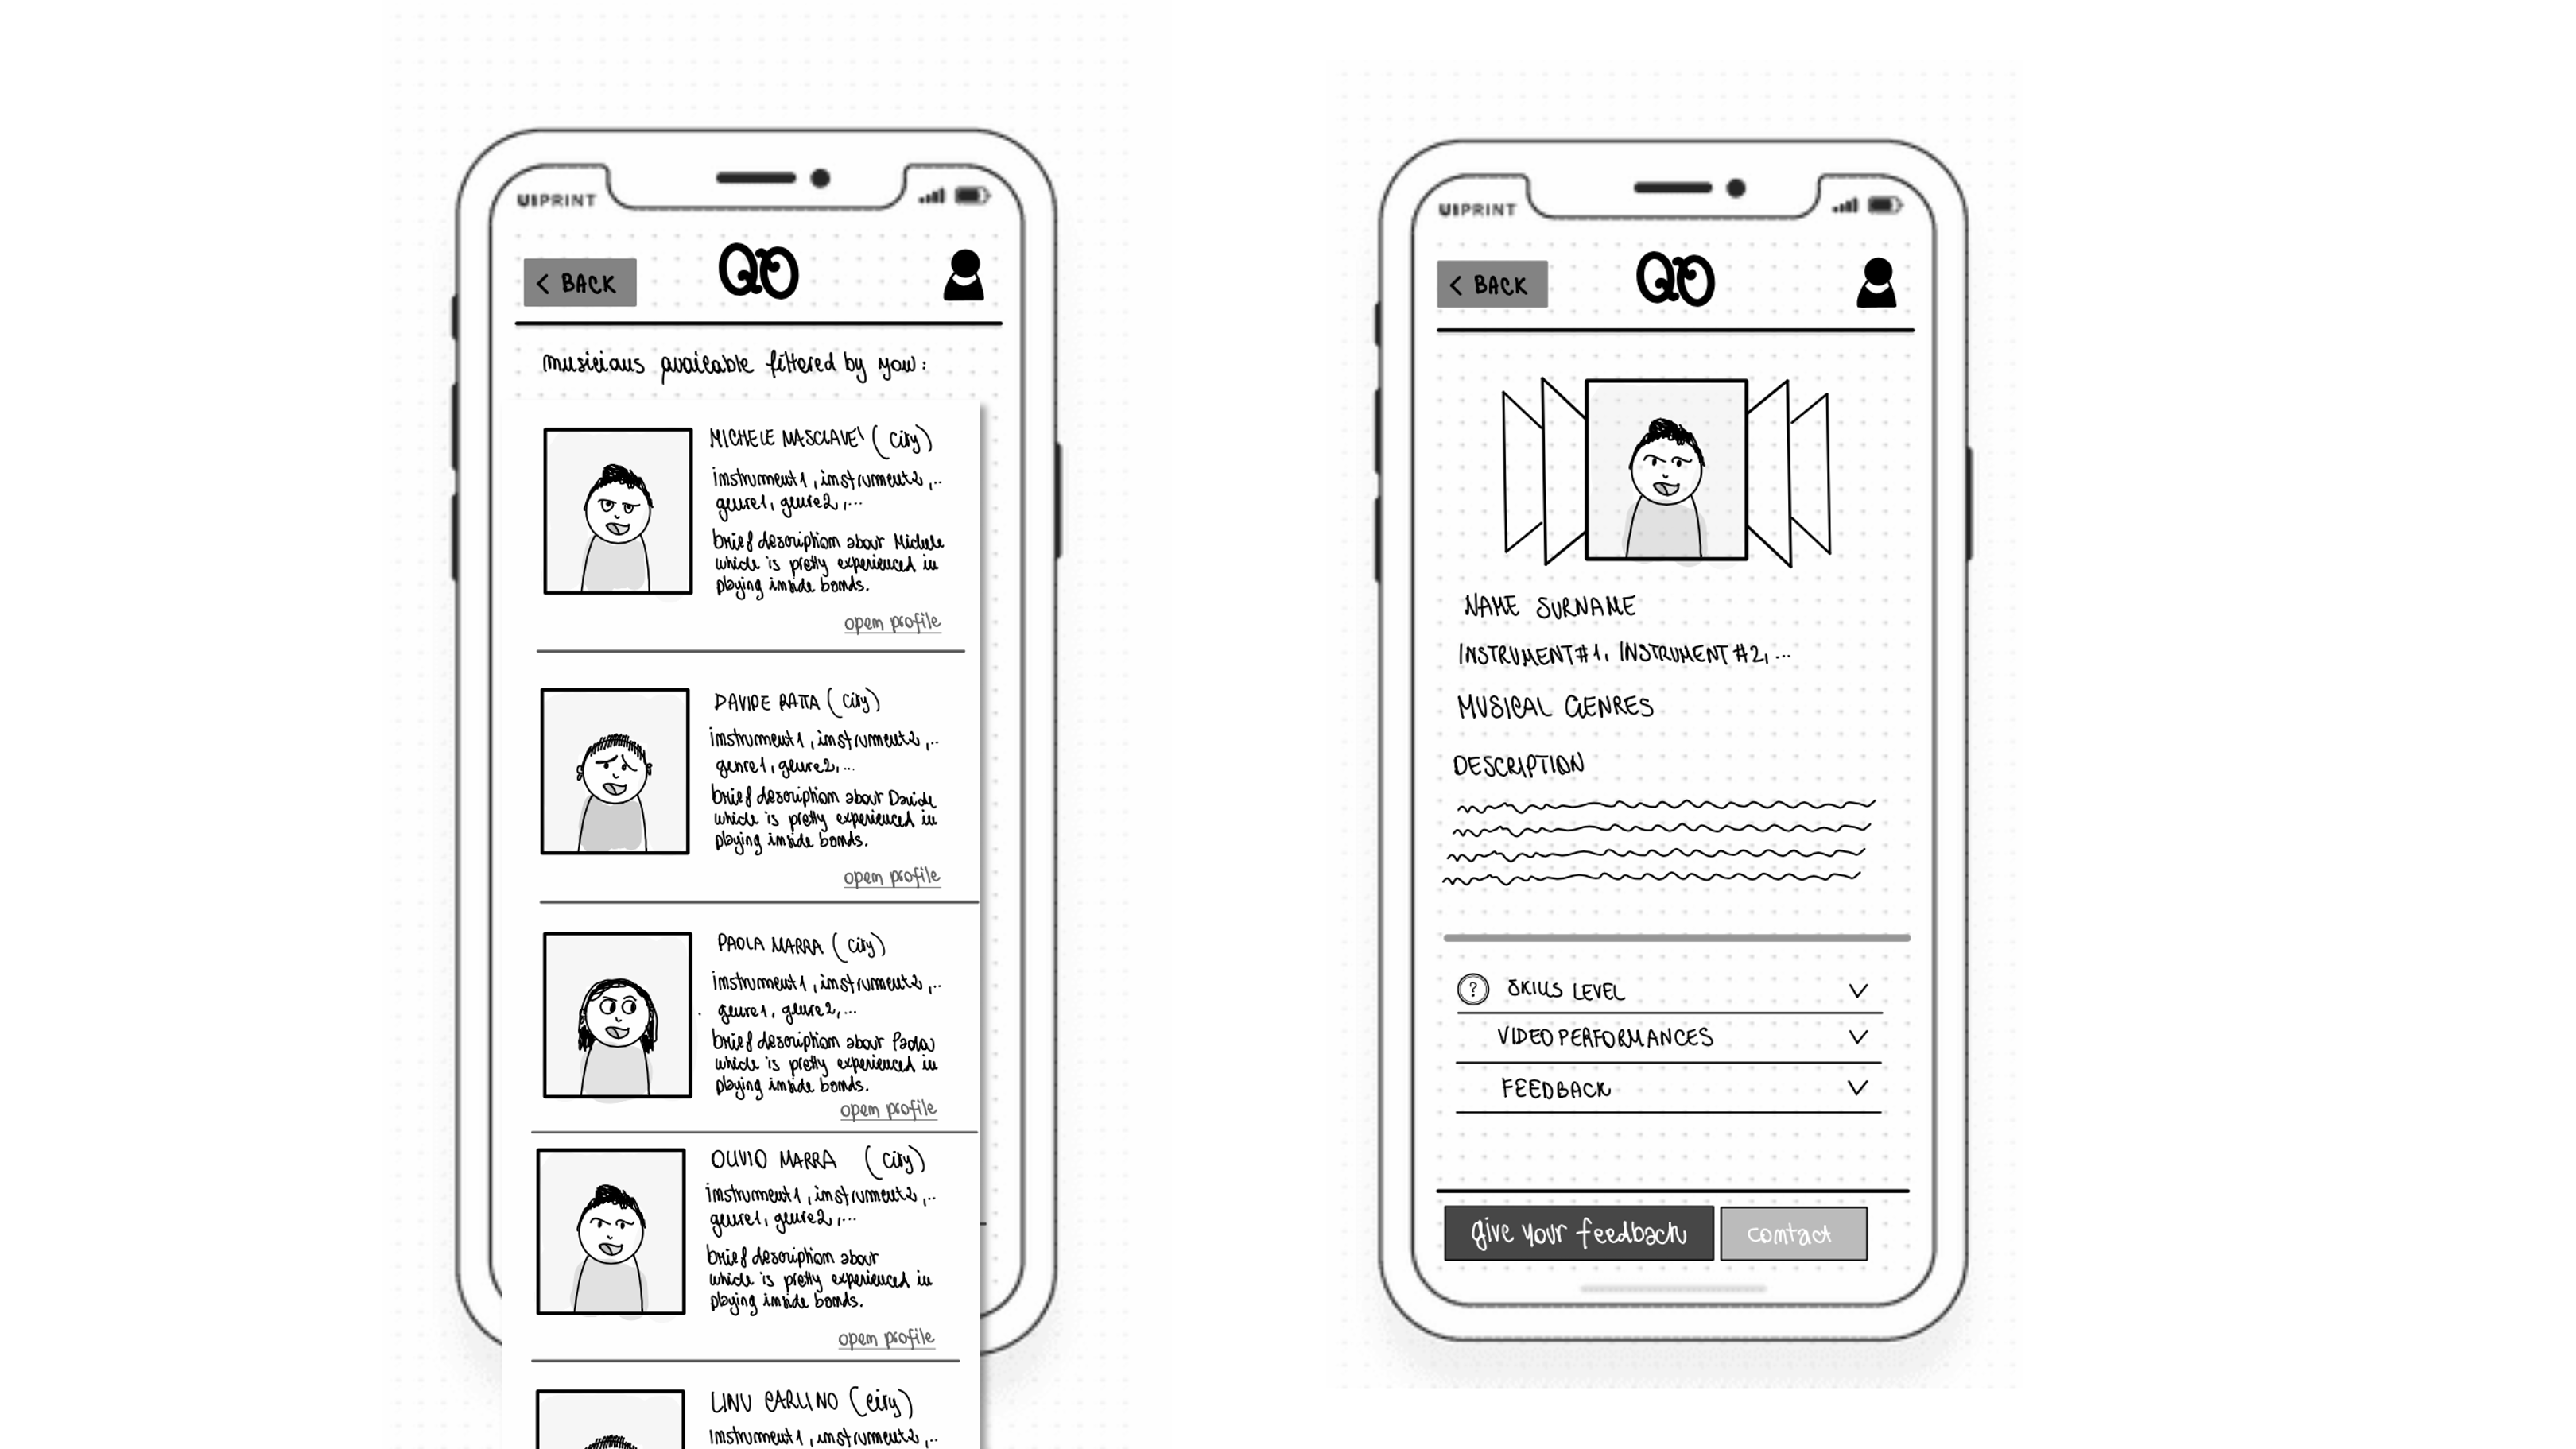 UIPRINT
< BACK
QO
musicians available filtered by you:
MICHELE MASCIAVE' (city)
instrument1, instrument2,..
genre1, genre2,...
brief description about Michele
which is pretty experienced in
playing inside bands.
open profile
DAVIDE RATTA (city)
instrument1, instrument2,..
genre1, genre2,...
brief description about Davide
which is pretty experienced in
playing inside bands.
open profile
PAOLA MARRA (city)
instrument1, instrument2,..
genre1, genre2,...
brief description about Paola
which is pretty experienced in
playing inside bands.
open profile
OLIVIO MARRA (city)
instrument1, instrument2,..
genre1, genre2,...
brief description about
which is pretty experienced in
playing inside bands.
open profile
LINU CARLINO (city)
instrument1, instrument2,..
UIPRINT
< BACK
QO
NAME SURNAME
INSTRUMENT#1, INSTRUMENT#2,...
MUSICAL GENRES
DESCRIPTION
? SKILLS LEVEL
VIDEO PERFORMANCES
FEEDBACK
give your feedback
contact